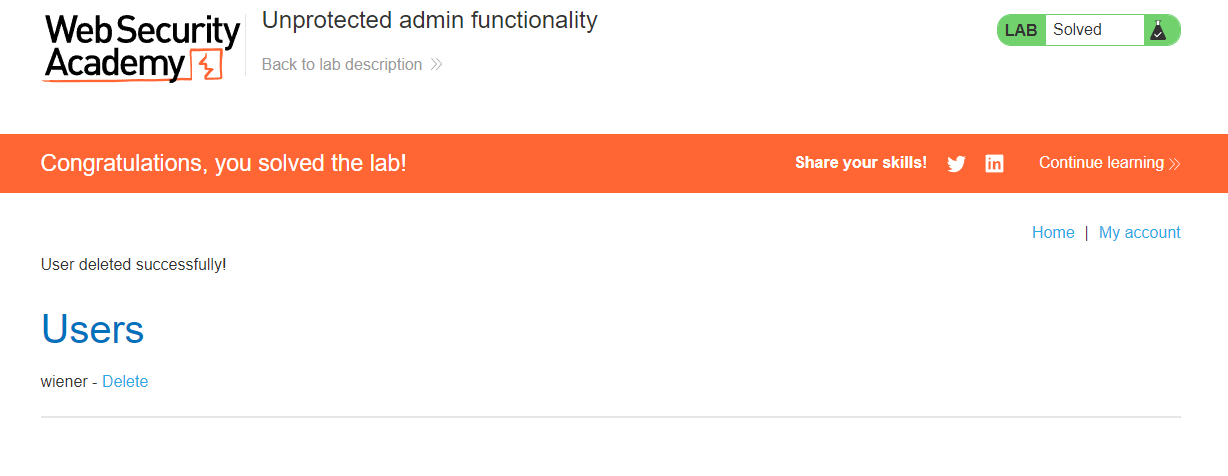 Web Security
Academy
Unprotected admin functionality
Back to lab description
LAB Solved
Congratulations, you solved the lab!
Share your skills!
Continue learning
Home | My account
User deleted successfully!
Users
wiener - Delete